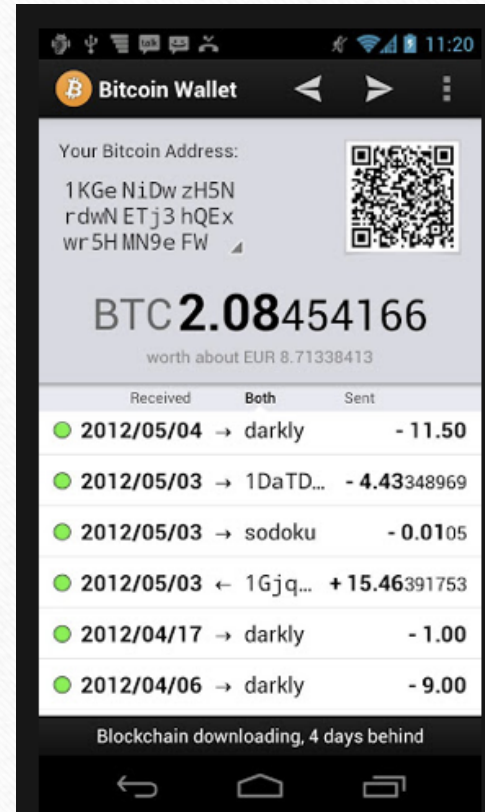 talk
11:20
Bitcoin Wallet
Your Bitcoin Address:
1KGe NiDw zH5N
rdwN ETj3 hQEx
wr5H MN9e FW
BTC 2.08454166
worth about EUR 8.71338413
Received Both Sent
2012/05/04 → darkly - 11.50
2012/05/03 → 1DaTD... - 4.43348969
2012/05/03 → sodoku - 0.0105
2012/05/03 ← 1Gjq... + 15.46391753
2012/04/17 → darkly - 1.00
2012/04/06 → darkly - 9.00
Blockchain downloading, 4 days behind